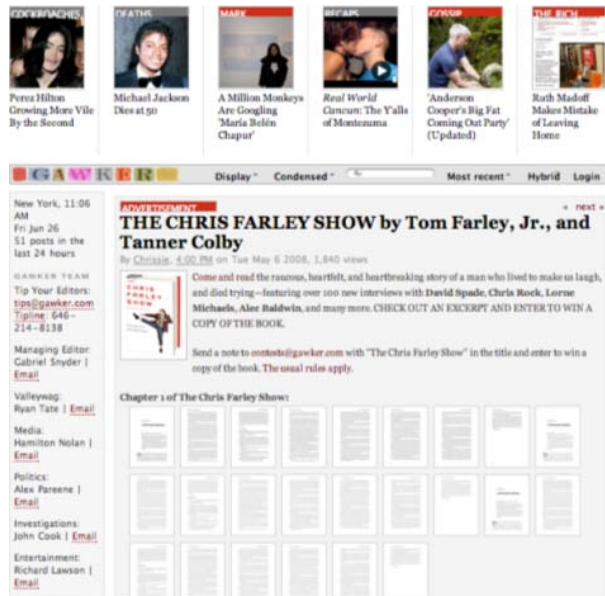 COCKROACHES
DEATHS
MARK
RECAPS
GOSSIP
THE RICH
Perez Hilton
Growing More Vile
By the Second
Michael Jackson
Dies at 50
A Million Monkeys
Are Googling
'María Belén
Chapur'
Real World
Cancun: The Y'alls
of Montezuma
'Anderson
Cooper's Big Fat
Coming Out Party'
(Updated)
Ruth Madoff
Makes Mistake
of Leaving
Home
GAWKER
Display
Condensed
Most recent
Hybrid
Login
New York, 11:06
AM
Fri Jun 26
51 posts in the
last 24 hours
GAWKER TEAM
Tip Your Editors:
tips@gawker.com
Tipline: 646-
214-8138
Managing Editor:
Gabriel Snyder |
Email
Valleywag:
Ryan Tate | Email
Media:
Hamilton Nolan |
Email
Politics:
Alex Pareene |
Email
Investigations:
John Cook | Email
Entertainment:
Richard Lawson |
Email
« next »
ADVERTISEMENT
THE CHRIS FARLEY SHOW by Tom Farley, Jr., and
Tanner Colby
By Chrissie, 4:00 PM on Tue May 6 2008, 1,840 views
THE
CHRIS
FARLEY
SHOW
Come and read the raucous, heartfelt, and heartbreaking story of a man who lived to make us laugh,
and died trying—featuring over 100 new interviews with David Spade, Chris Rock, Lorne
Michaels, Alec Baldwin, and many more. CHECK OUT AN EXCERPT AND ENTER TO WIN A
COPY OF THE BOOK.
Send a note to contests@gawker.com with "The Chris Farley Show" in the title and enter to win a
copy of the book. The usual rules apply.
Chapter 1 of The Chris Farley Show: